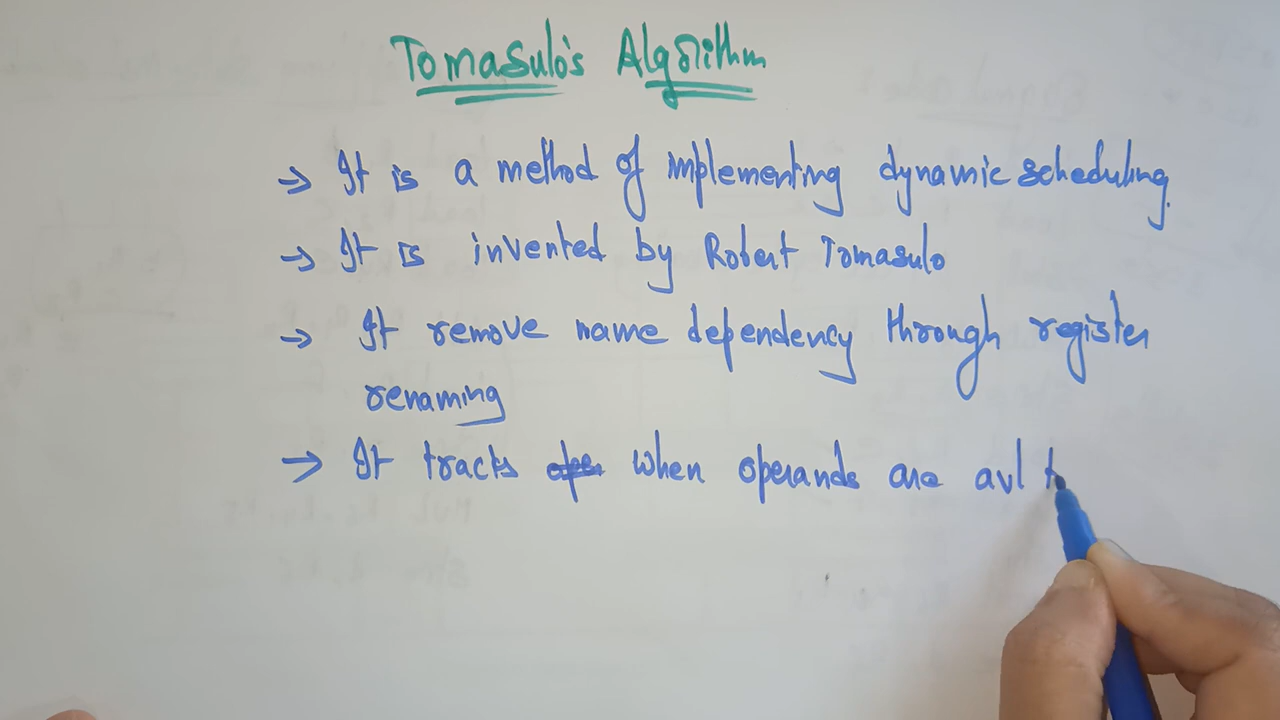 Tomasulo's Algorithm
→ It is a method of implementing dynamic scheduling.
→ It is invented by Robert Tomasulo
→ It remove name dependency through register
renaming
→ It tracts when operands are avl t